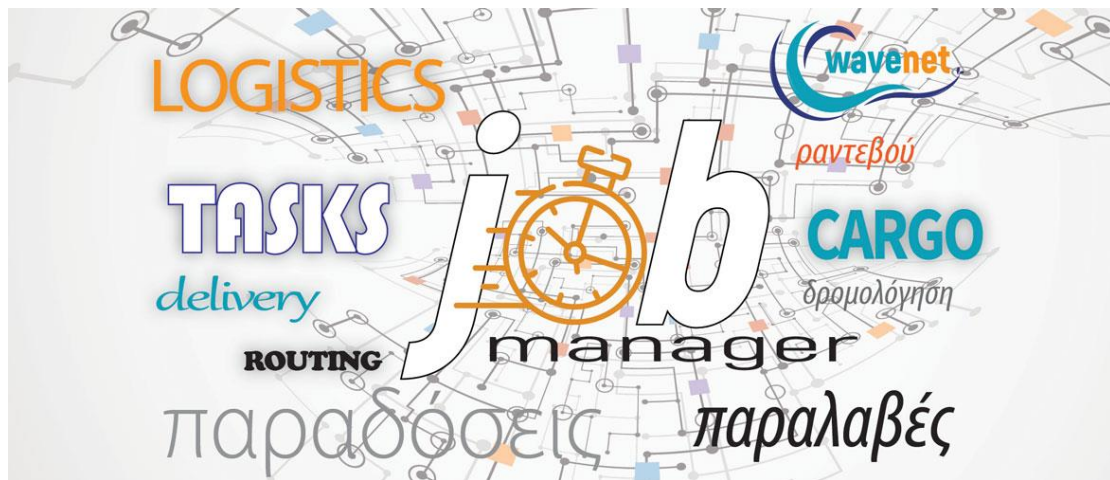 LOGISTICS
wavenet
ραντεβού
TASKS
job
CARGO
delivery
δρομολόγηση
ROUTING
manager
παραδόσεις
παραλαβές